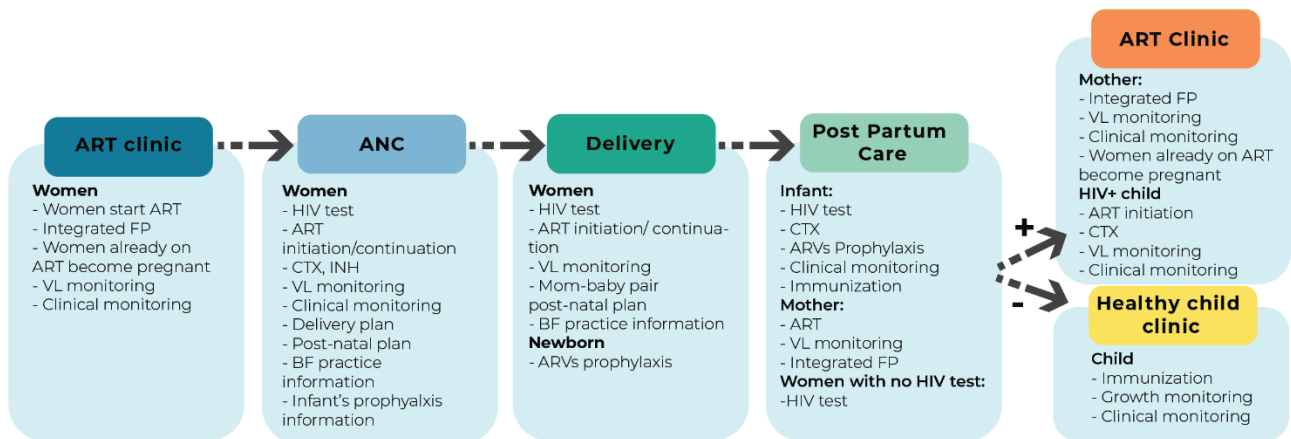 ART clinic
Women
- Women start ART
- Integrated FP
- Women already on
ART become pregnant
- VL monitoring
- Clinical monitoring
ANC
Women
- HIV test
- ART
initiation/continuation
- CTX, INH
- VL monitoring
- Clinical monitoring
- Delivery plan
- Post-natal plan
- BF practice
information
- Infant's prophyalxis
information
Delivery
Women
- HIV test
- ART initiation/ continua-
tion
- VL monitoring
- Mom-baby pair
post-natal plan
- BF practice information
Newborn
- ARVs prophylaxis
Post Partum
Care
Infant:
- HIV test
- CTX
- ARVs Prophylaxis
- Clinical monitoring
- Immunization
Mother:
- ART
- VL monitoring
- Integrated FP
Women with no HIV test:
-HIV test
+
-
ART Clinic
Mother:
- Integrated FP
- VL monitoring
- Clinical monitoring
- Women already on ART
become pregnant
HIV+ child
- ART initiation
- CTX
- VL monitoring
- Clinical monitoring
Healthy child
clinic
Child
- Immunization
- Growth monitoring
- Clinical monitoring